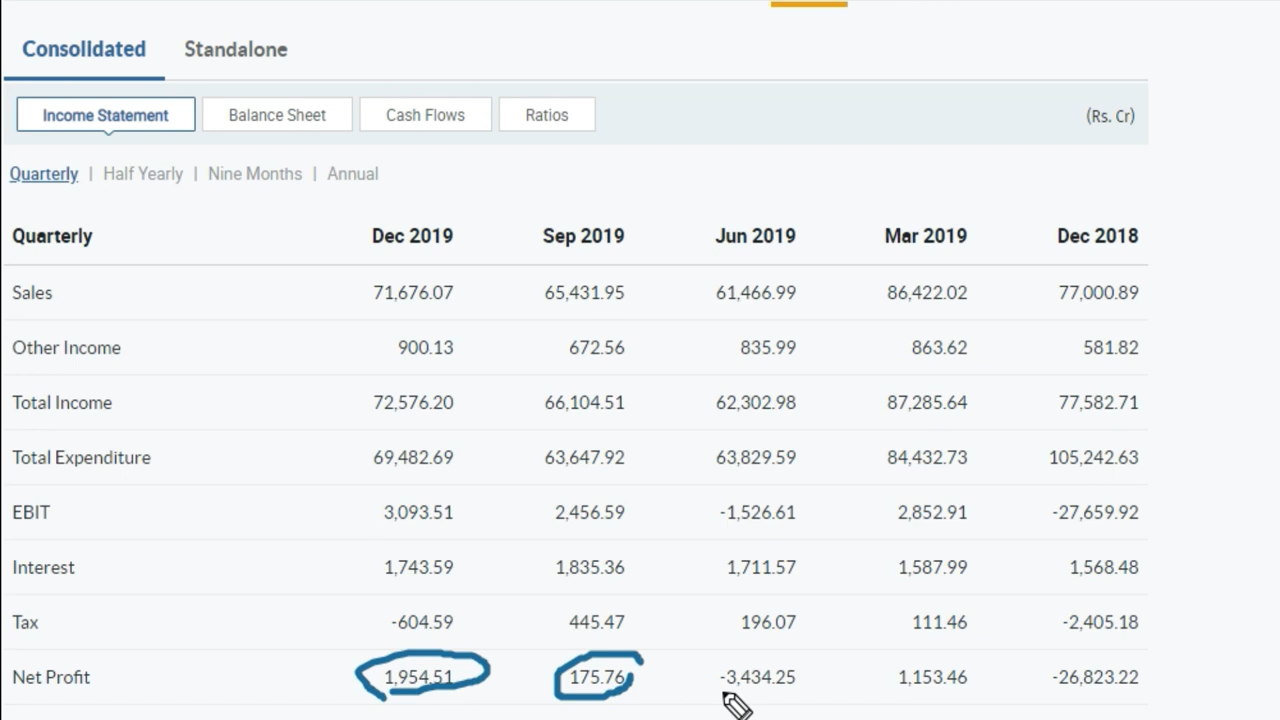 Consolidated Standalone
Income Statement Balance Sheet Cash Flows Ratios (Rs. Cr)
Quarterly | Half Yearly | Nine Months | Annual
Quarterly Dec 2019 Sep 2019 Jun 2019 Mar 2019 Dec 2018
Sales 71,676.07 65,431.95 61,466.99 86,422.02 77,000.89
Other Income 900.13 672.56 835.99 863.62 581.82
Total Income 72,576.20 66,104.51 62,302.98 87,285.64 77,582.71
Total Expenditure 69,482.69 63,647.92 63,829.59 84,432.73 105,242.63
EBIT 3,093.51 2,456.59 -1,526.61 2,852.91 -27,659.92
Interest 1,743.59 1,835.36 1,711.57 1,587.99 1,568.48
Tax -604.59 445.47 196.07 111.46 -2,405.18
Net Profit 1,954.51 175.76 -3,434.25 1,153.46 -26,823.22